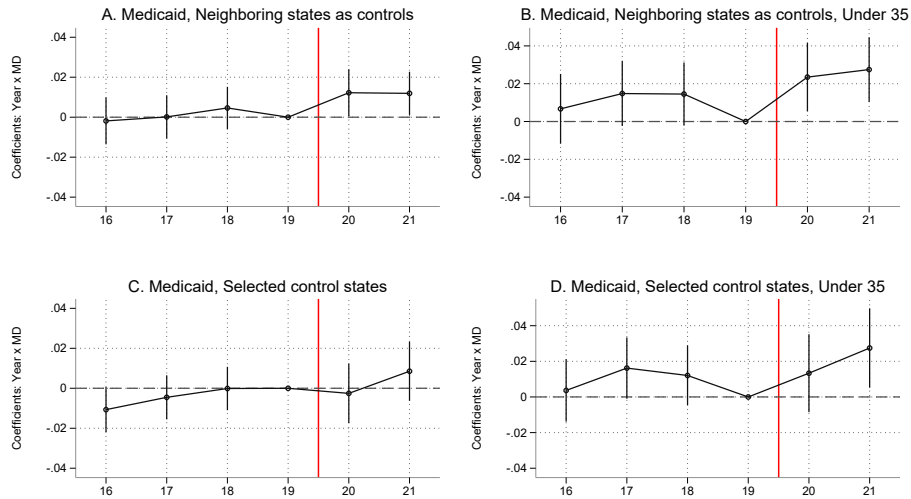 A. Medicaid, Neighboring states as controls
Coefficients: Year x MD
.04
.02
0
-.02
-.04
16 17 18 19 20 21
B. Medicaid, Neighboring states as controls, Under 35
Coefficients: Year x MD
.04
.02
0
-.02
-.04
16 17 18 19 20 21
C. Medicaid, Selected control states
Coefficients: Year x MD
.04
.02
0
-.02
-.04
16 17 18 19 20 21
D. Medicaid, Selected control states, Under 35
Coefficients: Year x MD
.04
.02
0
-.02
-.04
16 17 18 19 20 21